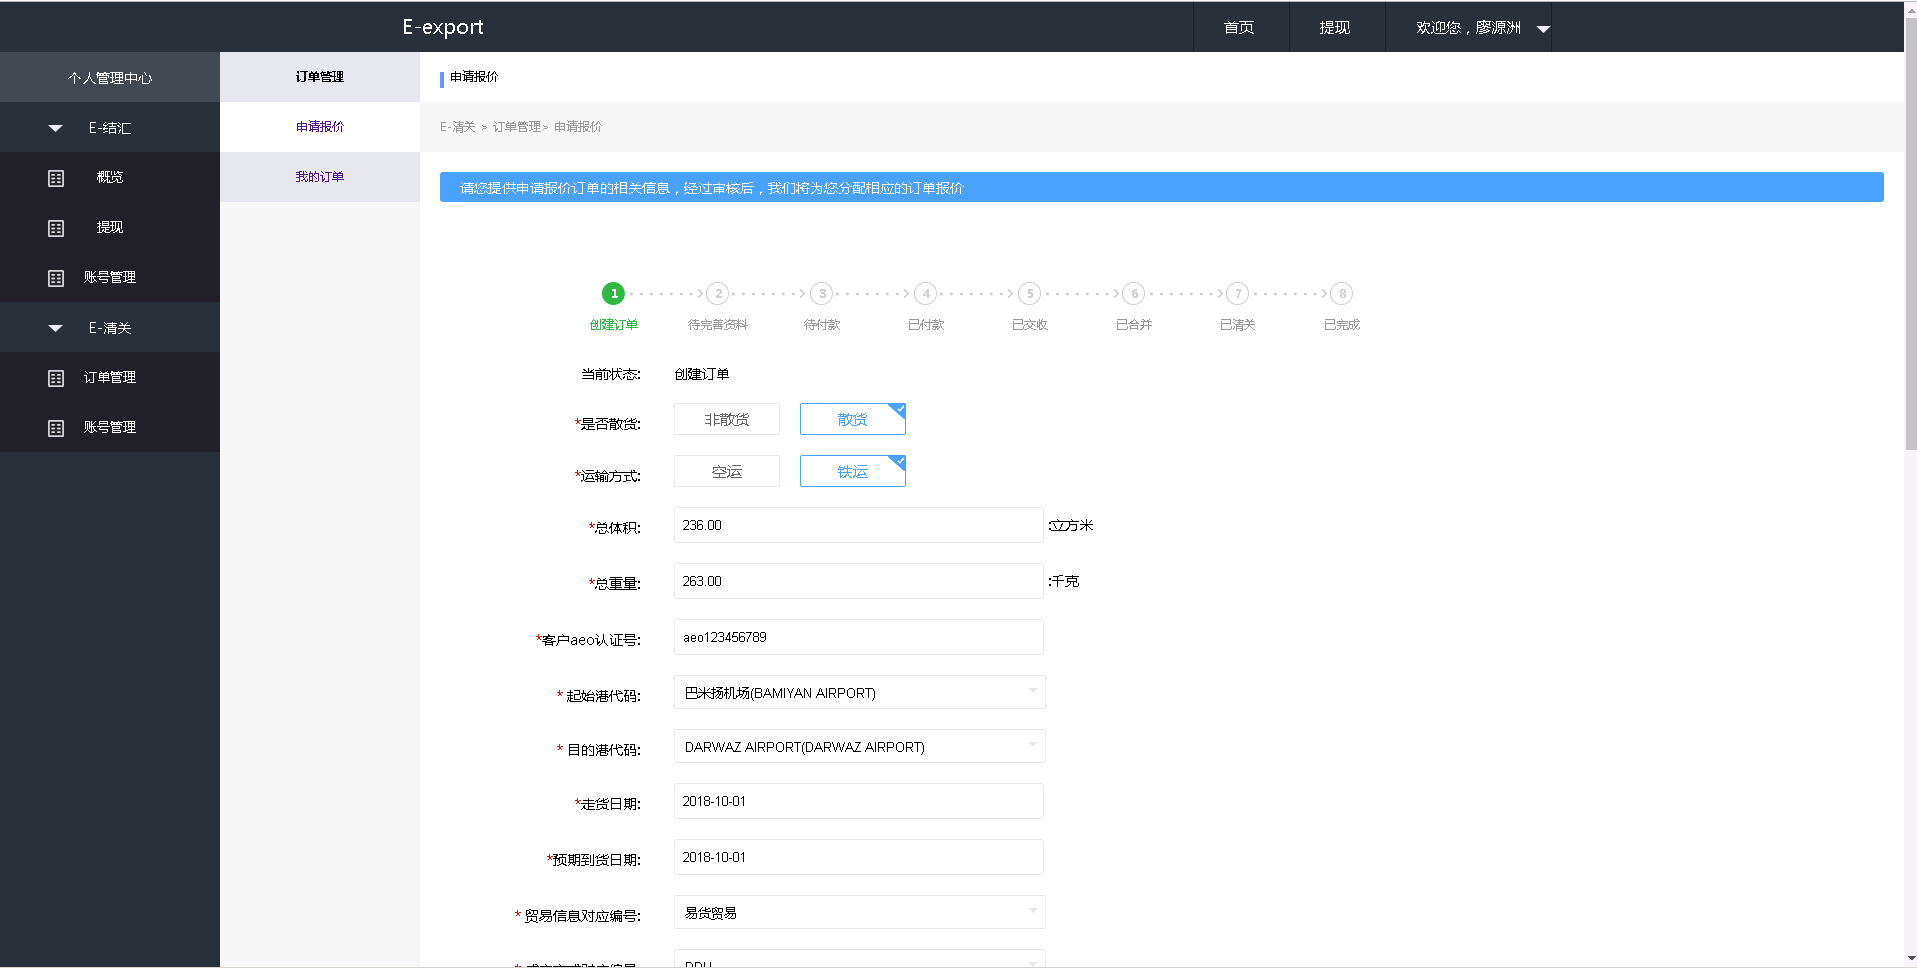 E-export
首页
提现
欢迎您，廖源洲
个人管理中心
E-结汇
概览
提现
账号管理
E-清关
订单管理
账号管理
订单管理
申请报价
我的订单
申请报价
E-清关 > 订单管理> 申请报价
请您提供申请报价订单的相关信息，经过审核后，我们将为您分配相应的订单报价
1 2 3 4 5 6 7 8
创建订单 待完善资料 待付款 已付款 已交收 已合并 已清关 已完成
当前状态: 创建订单
*是否散货: 非散货 散货
*运输方式: 空运 铁运
*总体积: 236.00 :立方米
*总重量: 263.00 :千克
*客户aeo认证号: aeo123456789
* 起始港代码: 巴米扬机场(BAMIYAN AIRPORT)
* 目的港代码: DARWAZ AIRPORT(DARWAZ AIRPORT)
*走货日期: 2018-10-01
*预期到货日期: 2018-10-01
* 贸易信息对应编号: 易货贸易